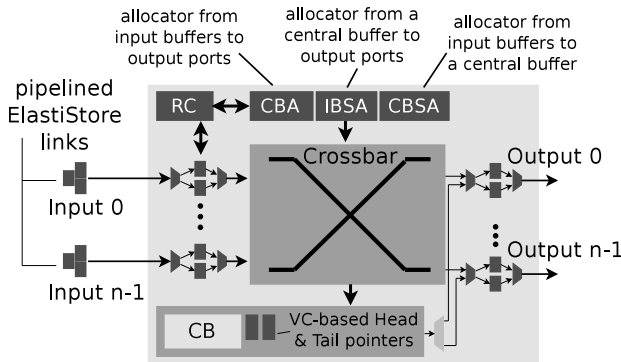 allocator from
input buffers to
output ports
allocator from a
central buffer to
output ports
allocator from
input buffers to
a central buffer
pipelined
ElastiStore
links
RC
CBA
IBSA
CBSA
Crossbar
Input 0
Output 0
Input n-1
Output n-1
CB
VC-based Head
& Tail pointers